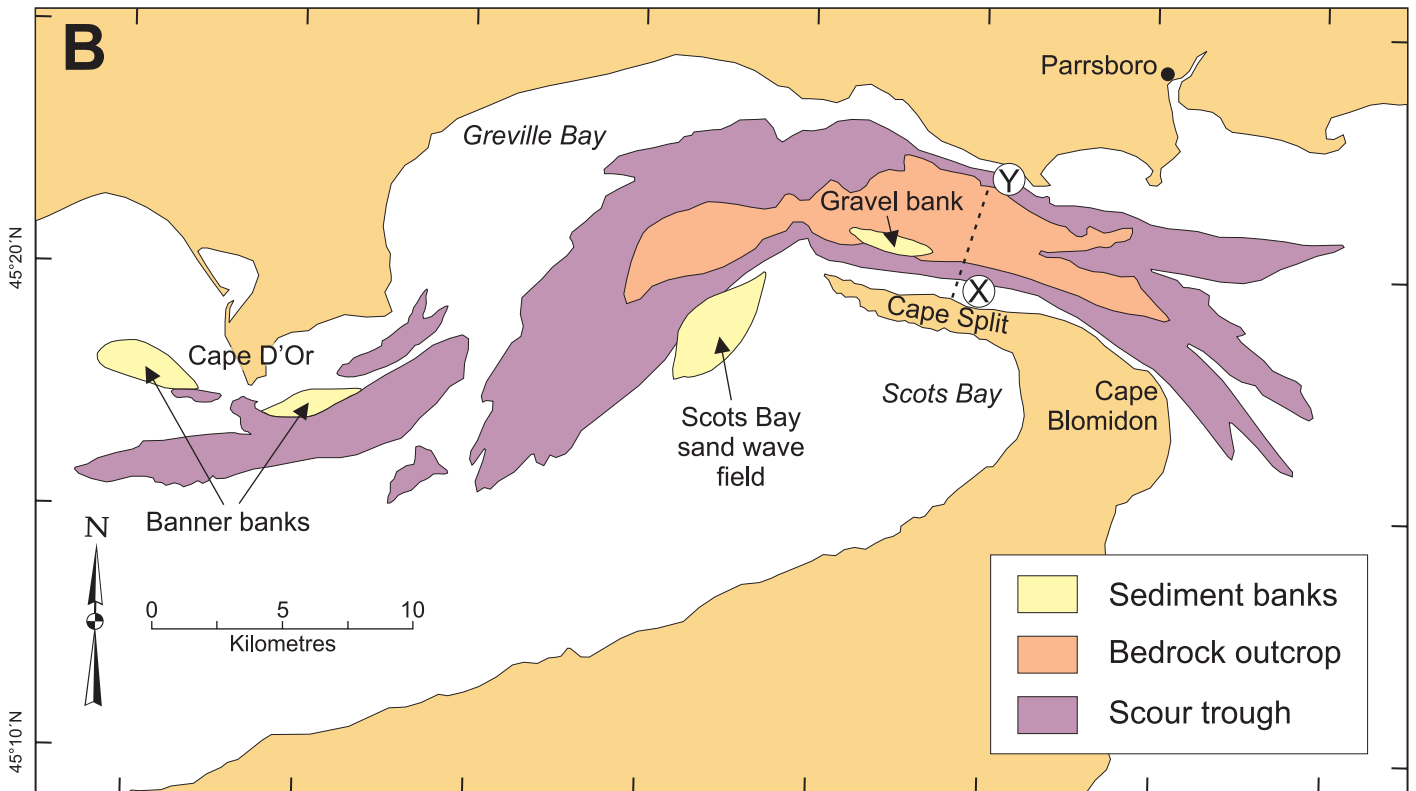 B
Parrsboro
Greville Bay
Y
Gravel bank
45°20´N
X
Cape Split
Cape D'Or
Scots Bay
Cape
Blomidon
Scots Bay
sand wave
field
Banner banks
N
0 5 10
Kilometres
Sediment banks
Bedrock outcrop
Scour trough
45°10´N